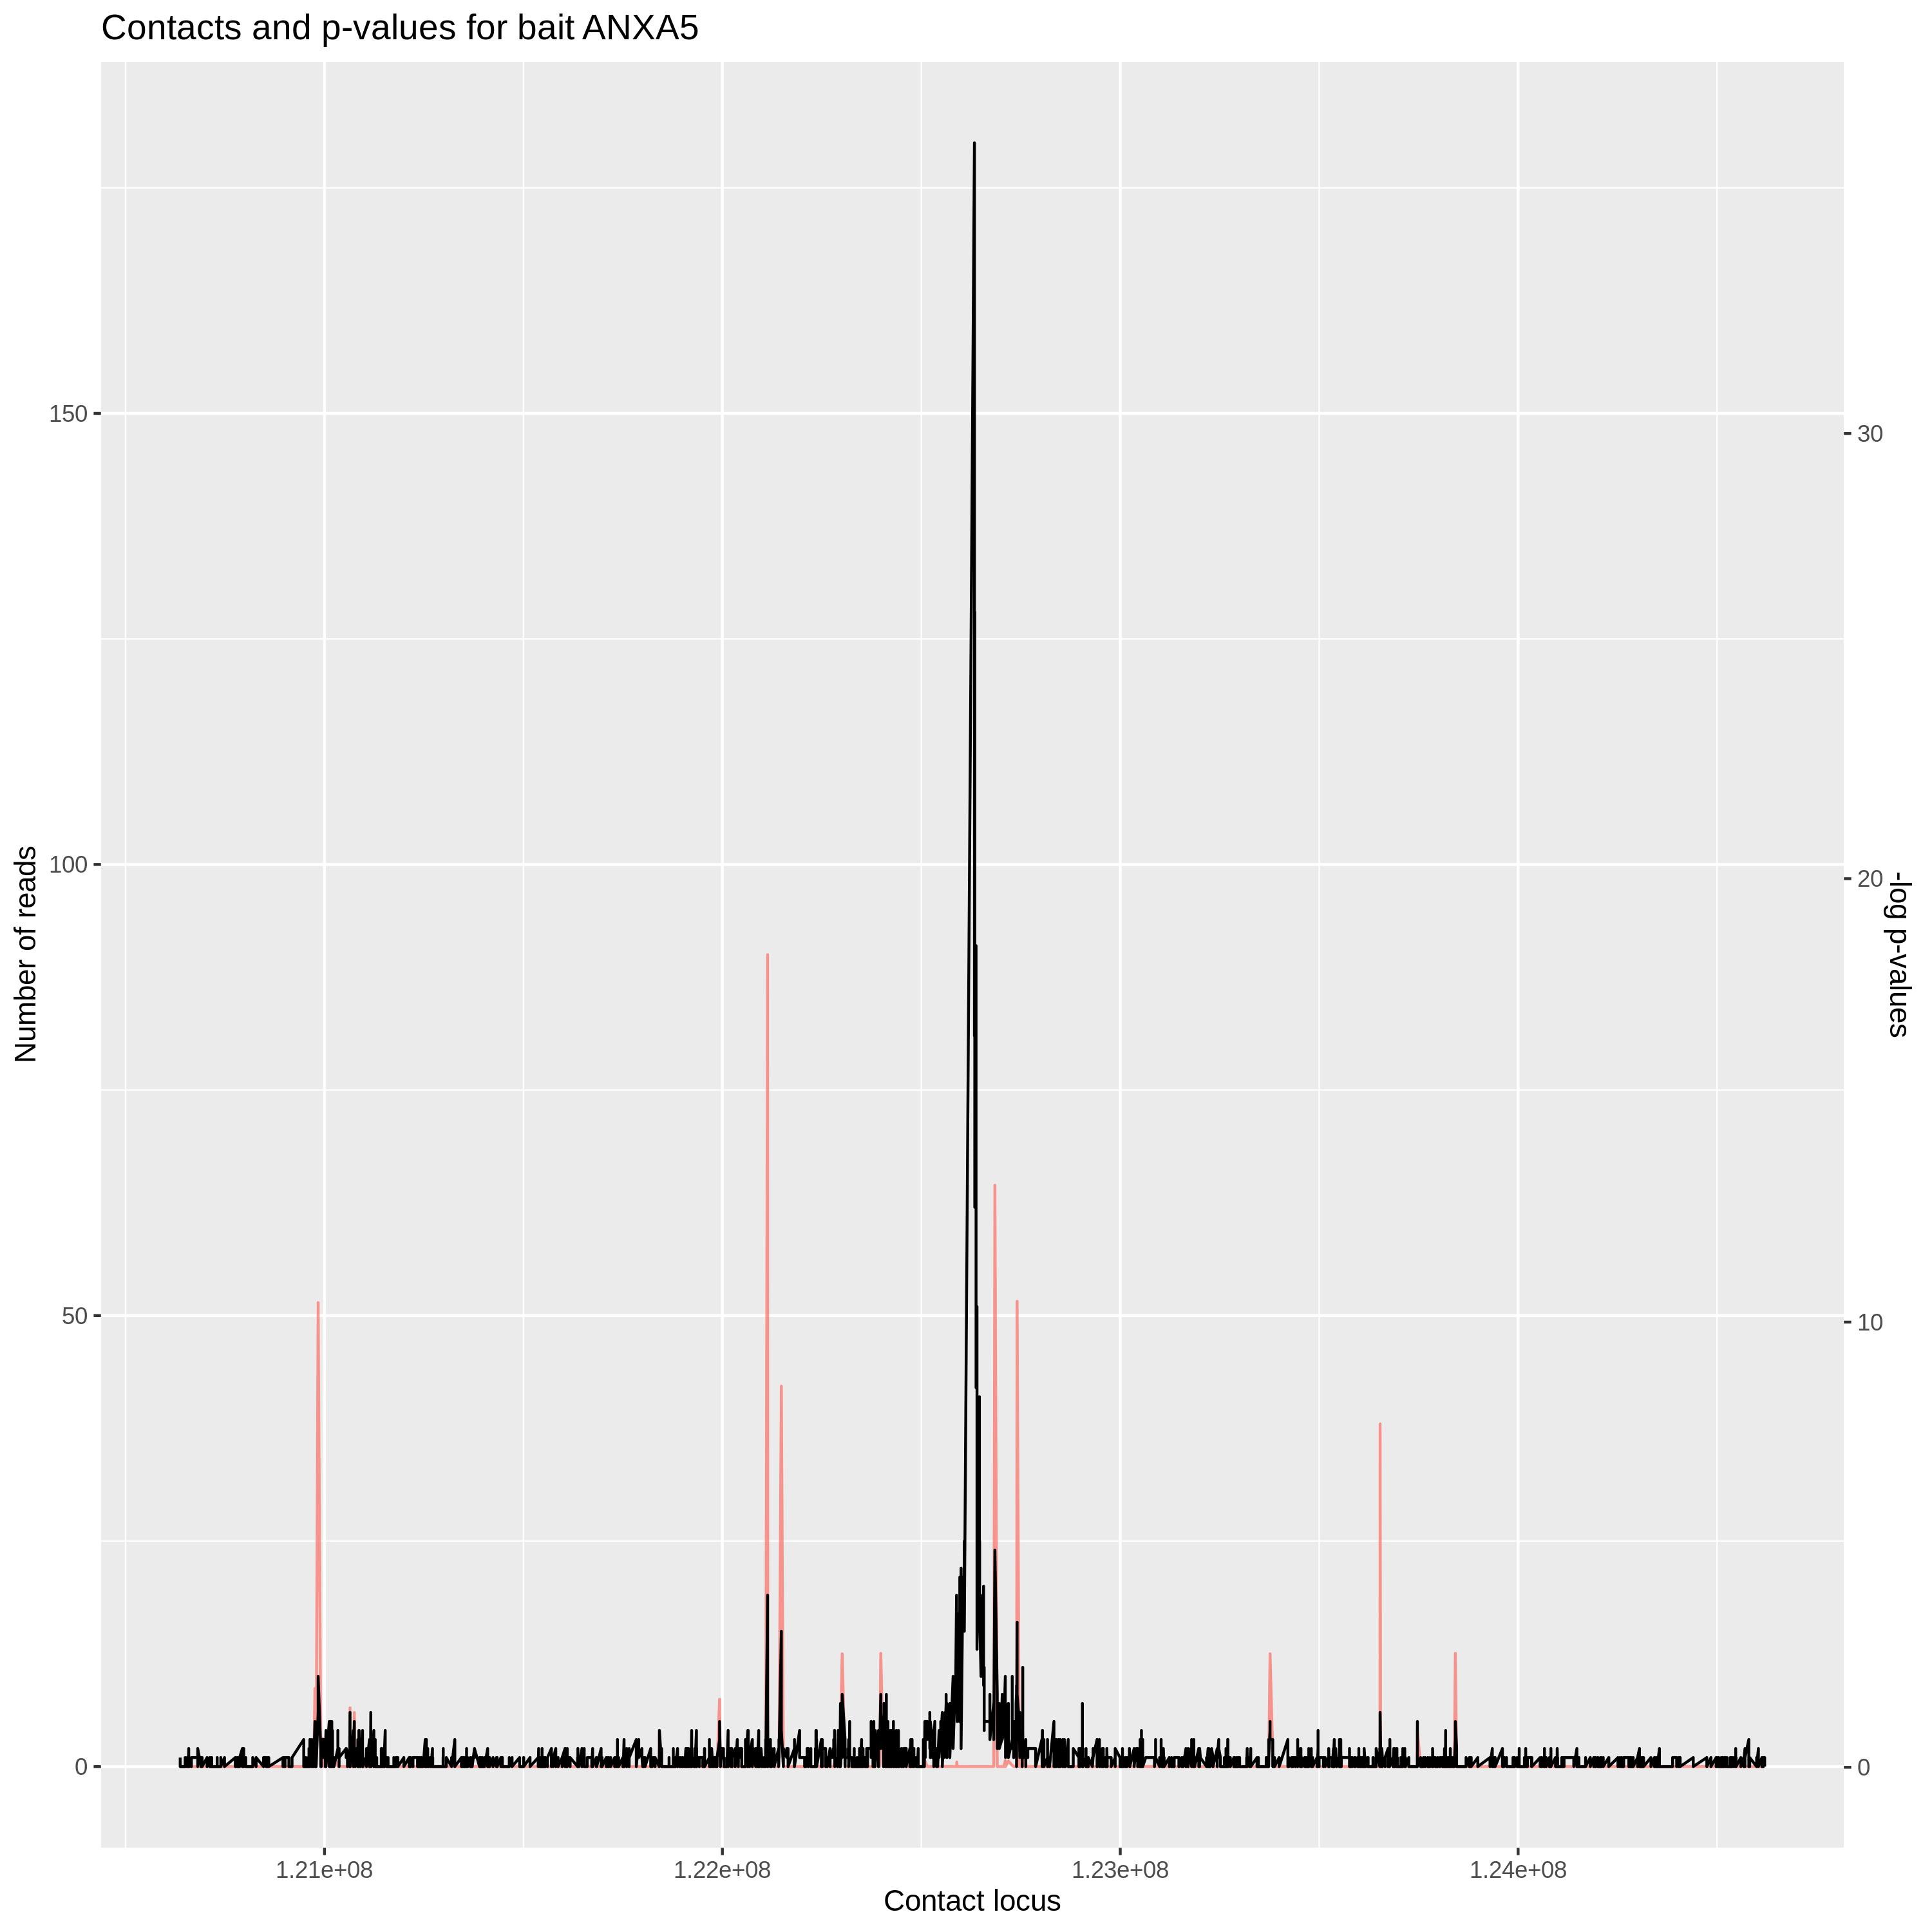 Contacts and p-values for bait ANXA5
150
100
50
0
Number of reads
30
20
10
0
-log p-values
1.21e+08
1.22e+08
1.23e+08
1.24e+08
Contact locus